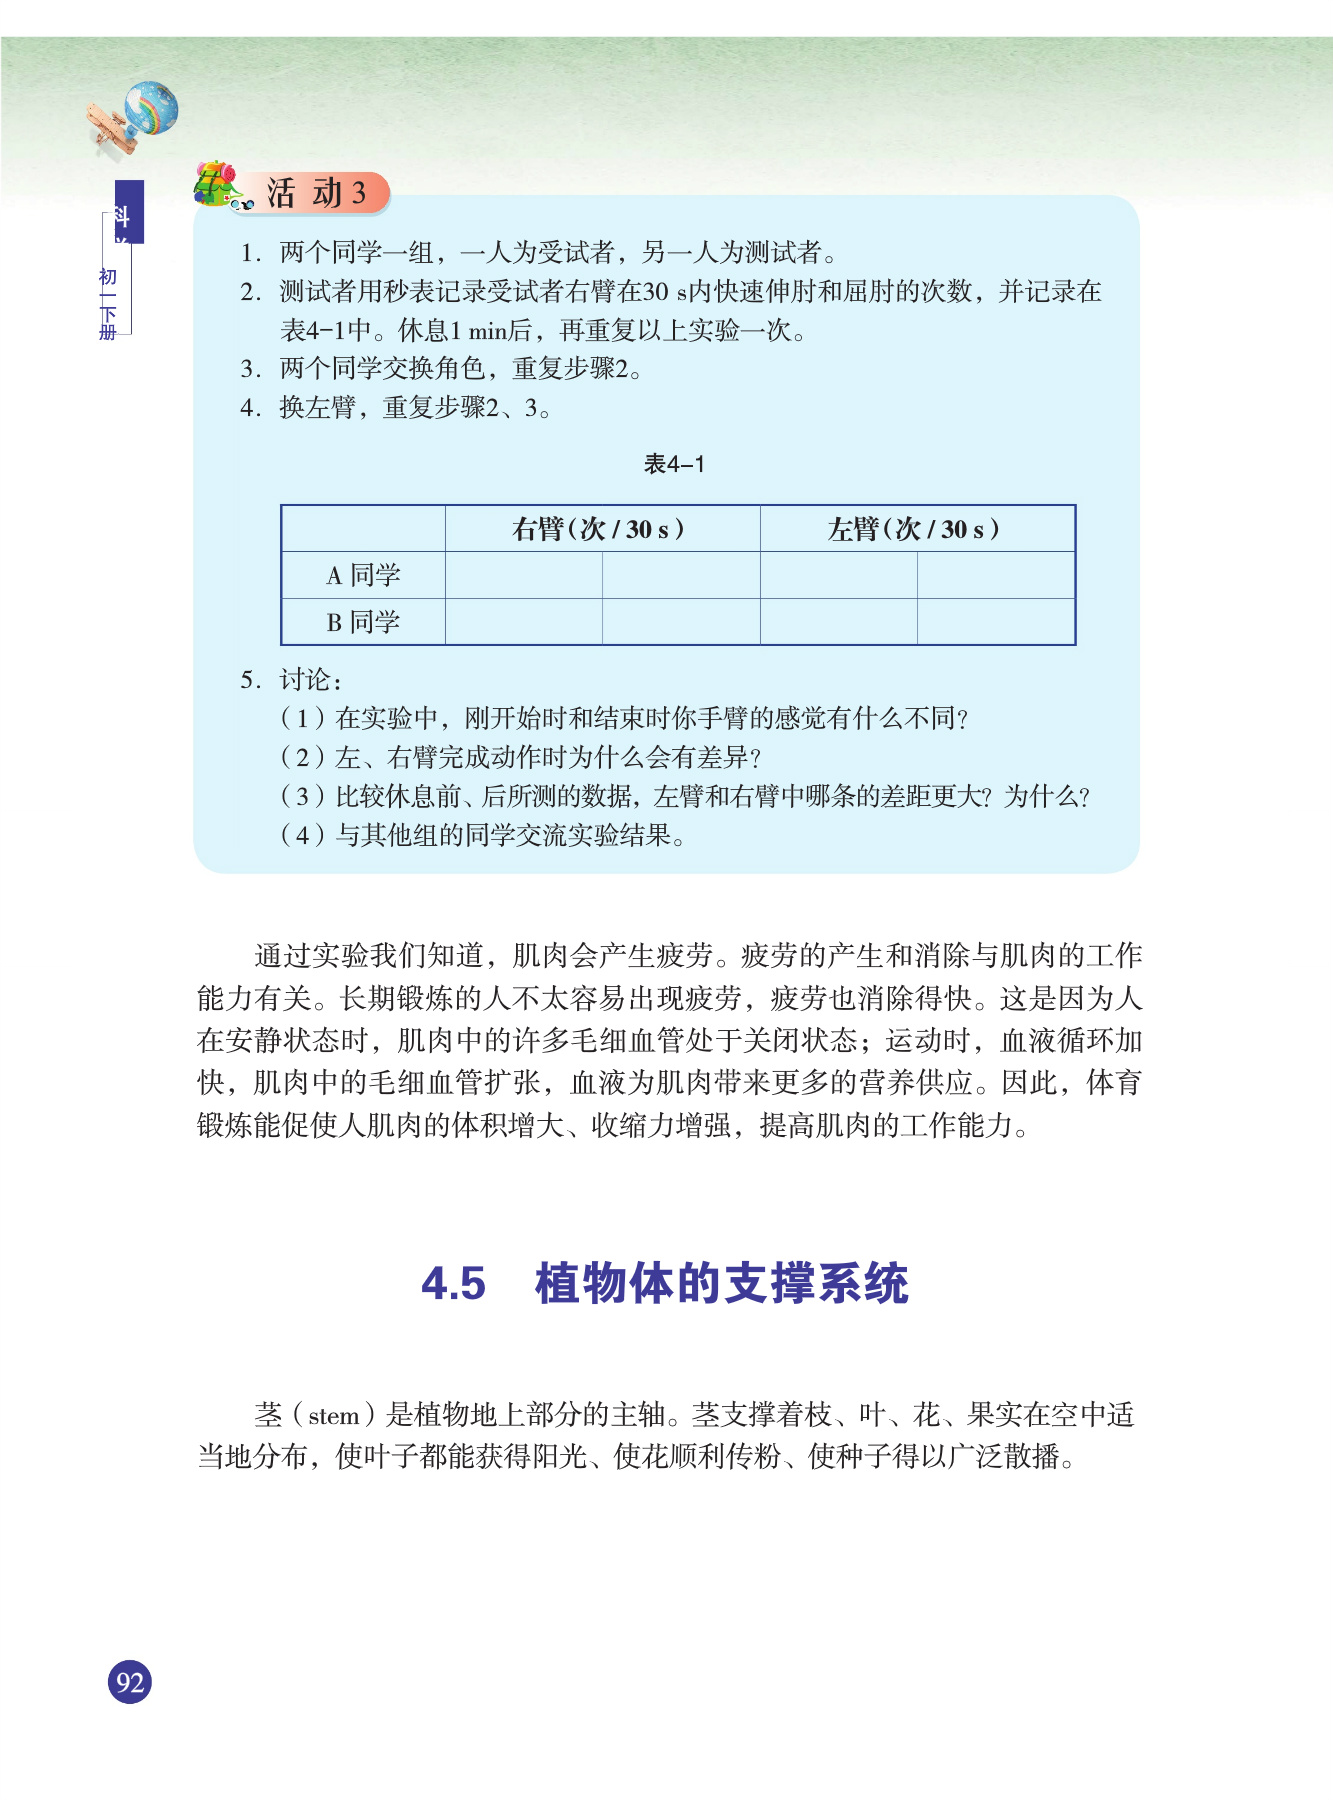 科学
初一下册
活动3
1. 两个同学一组，一人为受试者，另一人为测试者。
2. 测试者用秒表记录受试者右臂在30 s内快速伸肘和屈肘的次数，并记录在
表4-1中。休息1 min后，再重复以上实验一次。
3. 两个同学交换角色，重复步骤2。
4. 换左臂，重复步骤2、3。
表4-1
右臂（次 / 30 s） 左臂（次 / 30 s）
A 同学
B 同学
5. 讨论：
（1）在实验中，刚开始时和结束时你手臂的感觉有什么不同？
（2）左、右臂完成动作时为什么会有差异？
（3）比较休息前、后所测的数据，左臂和右臂中哪条的差距更大？为什么？
（4）与其他组的同学交流实验结果。
通过实验我们知道，肌肉会产生疲劳。疲劳的产生和消除与肌肉的工作
能力有关。长期锻炼的人不太容易出现疲劳，疲劳也消除得快。这是因为人
在安静状态时，肌肉中的许多毛细血管处于关闭状态；运动时，血液循环加
快，肌肉中的毛细血管扩张，血液为肌肉带来更多的营养供应。因此，体育
锻炼能促使人肌肉的体积增大、收缩力增强，提高肌肉的工作能力。
4.5 植物体的支撑系统
茎（stem）是植物地上部分的主轴。茎支撑着枝、叶、花、果实在空中适
当地分布，使叶子都能获得阳光、使花顺利传粉、使种子得以广泛散播。
92